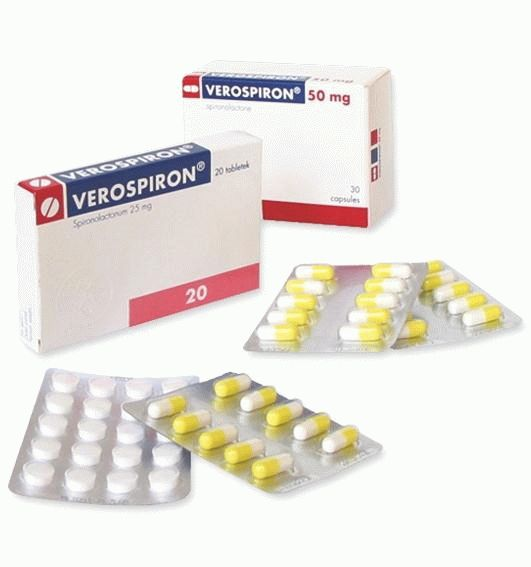 VEROSPIRON® 50 mg
spironolactone
30
capsules
VEROSPIRON®
20 tabletek
Spironolactonum 25 mg
20